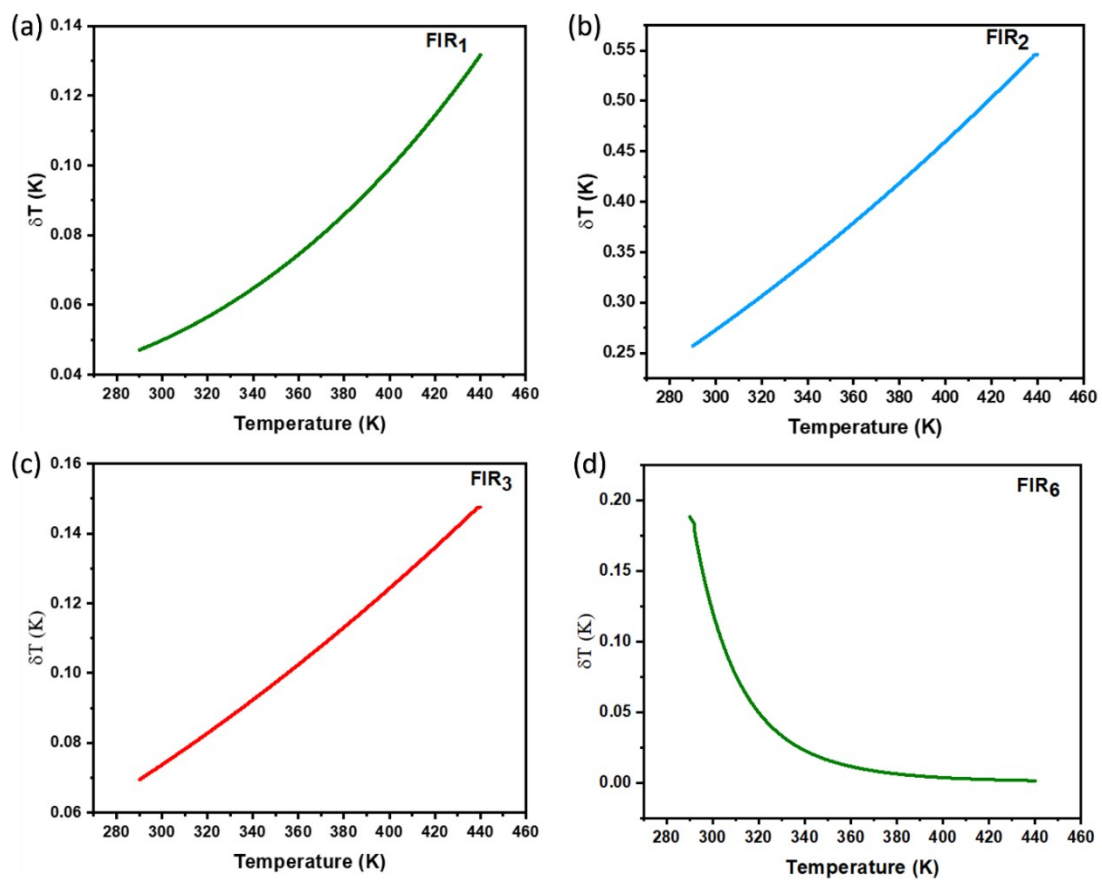 (a)
FIR1
0.14
0.12
0.10
0.08
0.06
0.04
δT (K)
280 300 320 340 360 380 400 420 440 460
Temperature (K)
(b)
FIR2
0.55
0.50
0.45
0.40
0.35
0.30
0.25
δT (K)
280 300 320 340 360 380 400 420 440 460
Temperature (K)
(c)
FIR3
0.16
0.14
0.12
0.10
0.08
0.06
δT (K)
280 300 320 340 360 380 400 420 440 460
Temperature (K)
(d)
FIR6
0.20
0.15
0.10
0.05
0.00
δT (K)
280 300 320 340 360 380 400 420 440 460
Temperature (K)